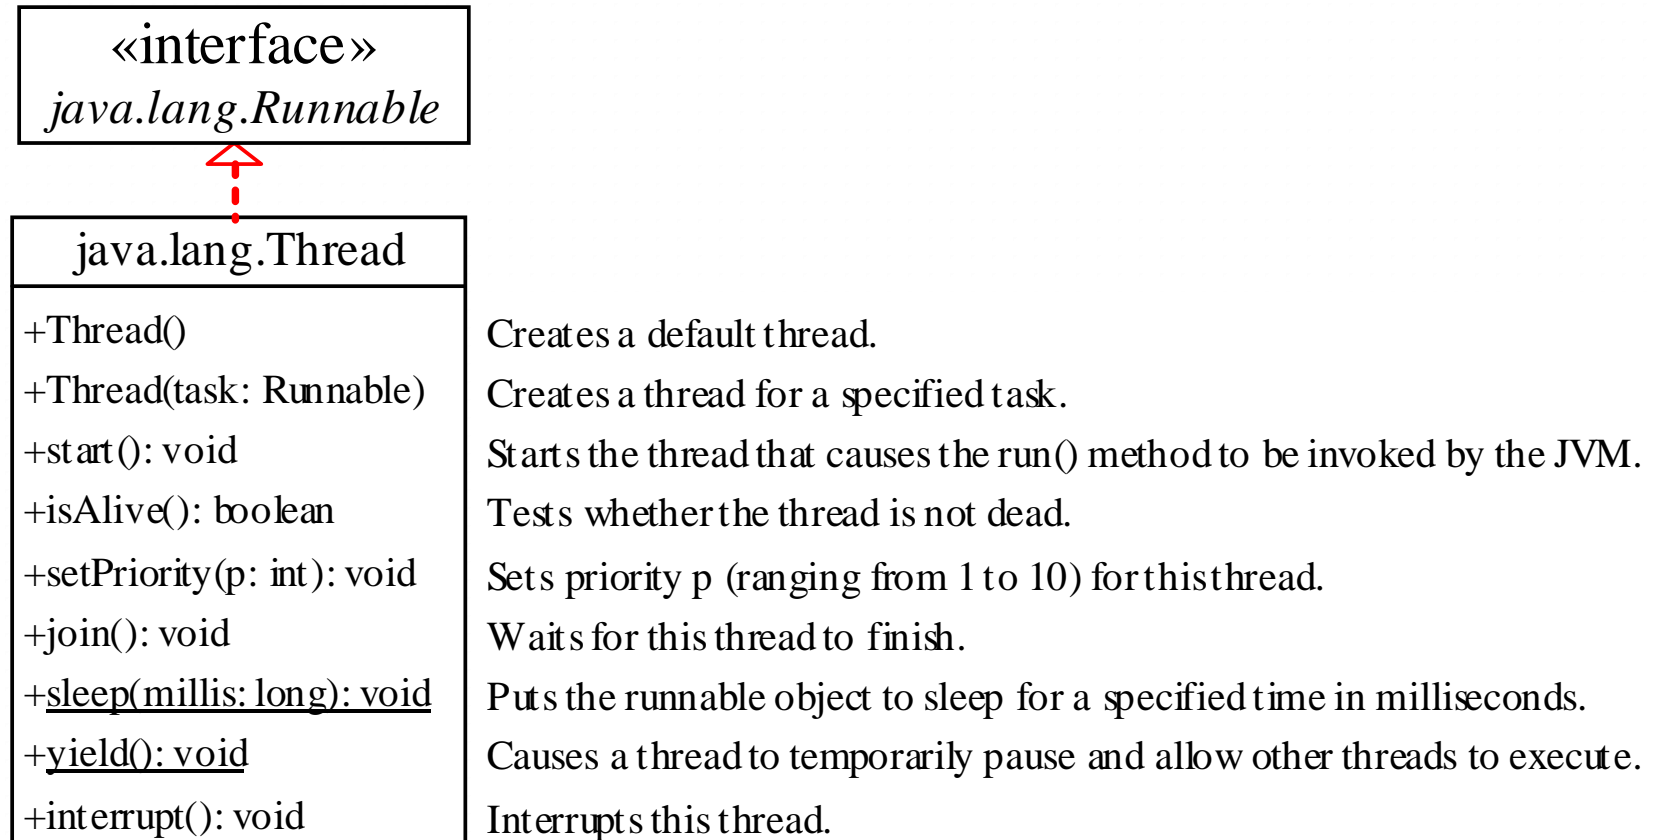 «interface»
java.lang.Runnable
java.lang.Thread
+Thread() Creates a default thread.
+Thread(task: Runnable) Creates a thread for a specified task.
+start(): void Starts the thread that causes the run() method to be invoked by the JVM.
+isAlive(): boolean Tests whether the thread is not dead.
+setPriority(p: int): void Sets priority p (ranging from 1 to 10) for this thread.
+join(): void Waits for this thread to finish.
+sleep(millis: long): void Puts the runnable object to sleep for a specified time in milliseconds.
+yield(): void Causes a thread to temporarily pause and allow other threads to execute.
+interrupt(): void Interrupts this thread.